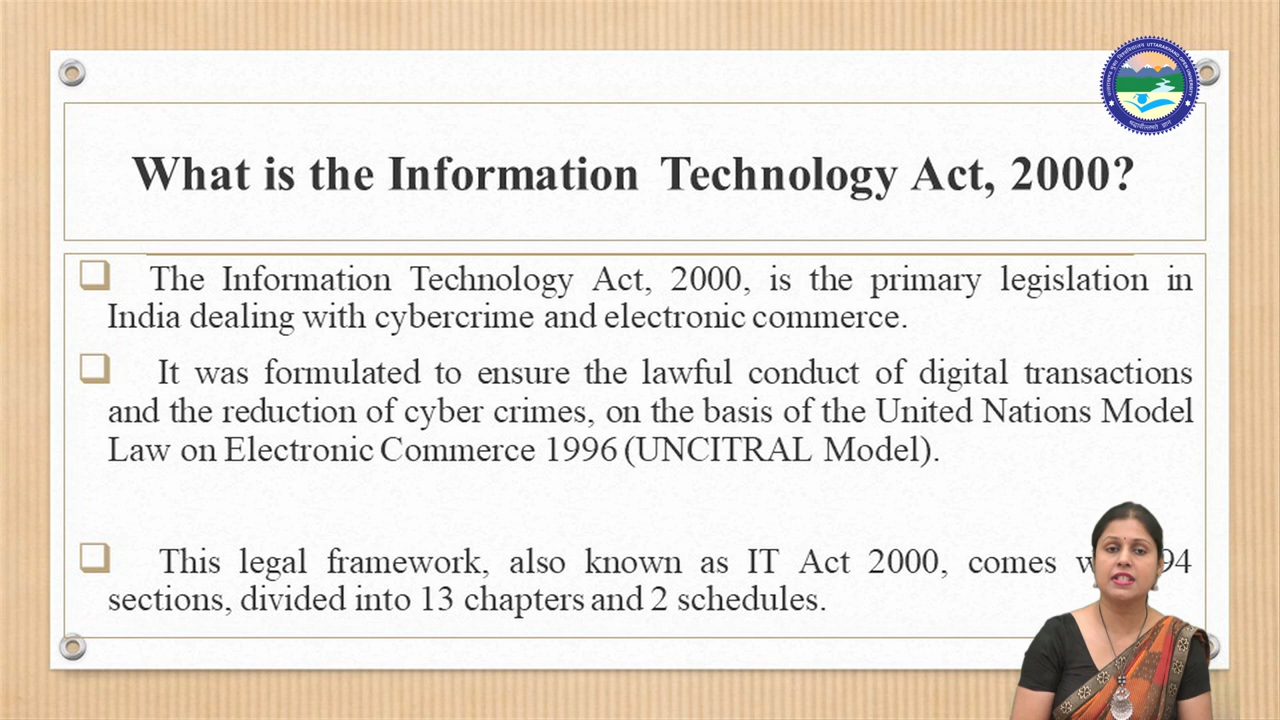 UTTARAKHAND OPEN UNIVERSITY
What is the Information Technology Act, 2000?
The Information Technology Act, 2000, is the primary legislation in
India dealing with cybercrime and electronic commerce.
It was formulated to ensure the lawful conduct of digital transactions
and the reduction of cyber crimes, on the basis of the United Nations Model
Law on Electronic Commerce 1996 (UNCITRAL Model).
This legal framework, also known as IT Act 2000, comes 94
sections, divided into 13 chapters and 2 schedules.